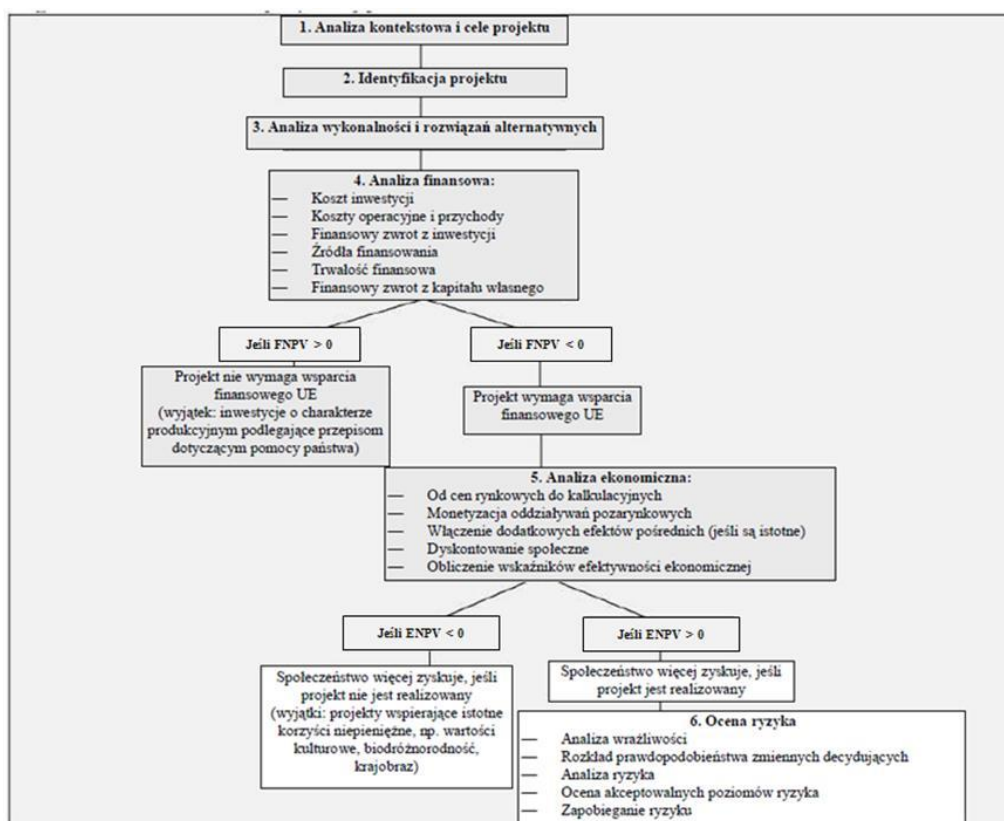 1. Analiza kontekstowa i cele projektu
2. Identyfikacja projektu
3. Analiza wykonalności i rozwiązań alternatywnych
4. Analiza finansowa:
— Koszt inwestycji
— Koszty operacyjne i przychody
— Finansowy zwrot z inwestycji
— Źródła finansowania
— Trwałość finansowa
— Finansowy zwrot z kapitału własnego
Jeśli FNPV > 0
Jeśli FNPV < 0
Projekt nie wymaga wsparcia
finansowego UE
(wyjątek: inwestycje o charakterze
produkcyjnym podlegające przepisom
dotyczącym pomocy państwa)
Projekt wymaga wsparcia
finansowego UE
5. Analiza ekonomiczna:
— Od cen rynkowych do kalkulacyjnych
— Monetyzacja oddziaływań pozarynkowych
— Włączenie dodatkowych efektów pośrednich (jeśli są istotne)
— Dyskontowanie społeczne
— Obliczenie wskaźników efektywności ekonomicznej
Jeśli ENPV < 0
Jeśli ENPV > 0
Społeczeństwo więcej zyskuje, jeśli
projekt nie jest realizowany
(wyjątki: projekty wspierające istotne
korzyści niepieniężne, np. wartości
kulturowe, biodróżnorodność,
krajobraz)
Społeczeństwo więcej zyskuje, jeśli
projekt jest realizowany
6. Ocena ryzyka
— Analiza wrażliwości
— Rozkład prawdopodobieństwa zmiennych decydujących
— Analiza ryzyka
— Ocena akceptowalnych poziomów ryzyka
— Zapobieganie ryzyku